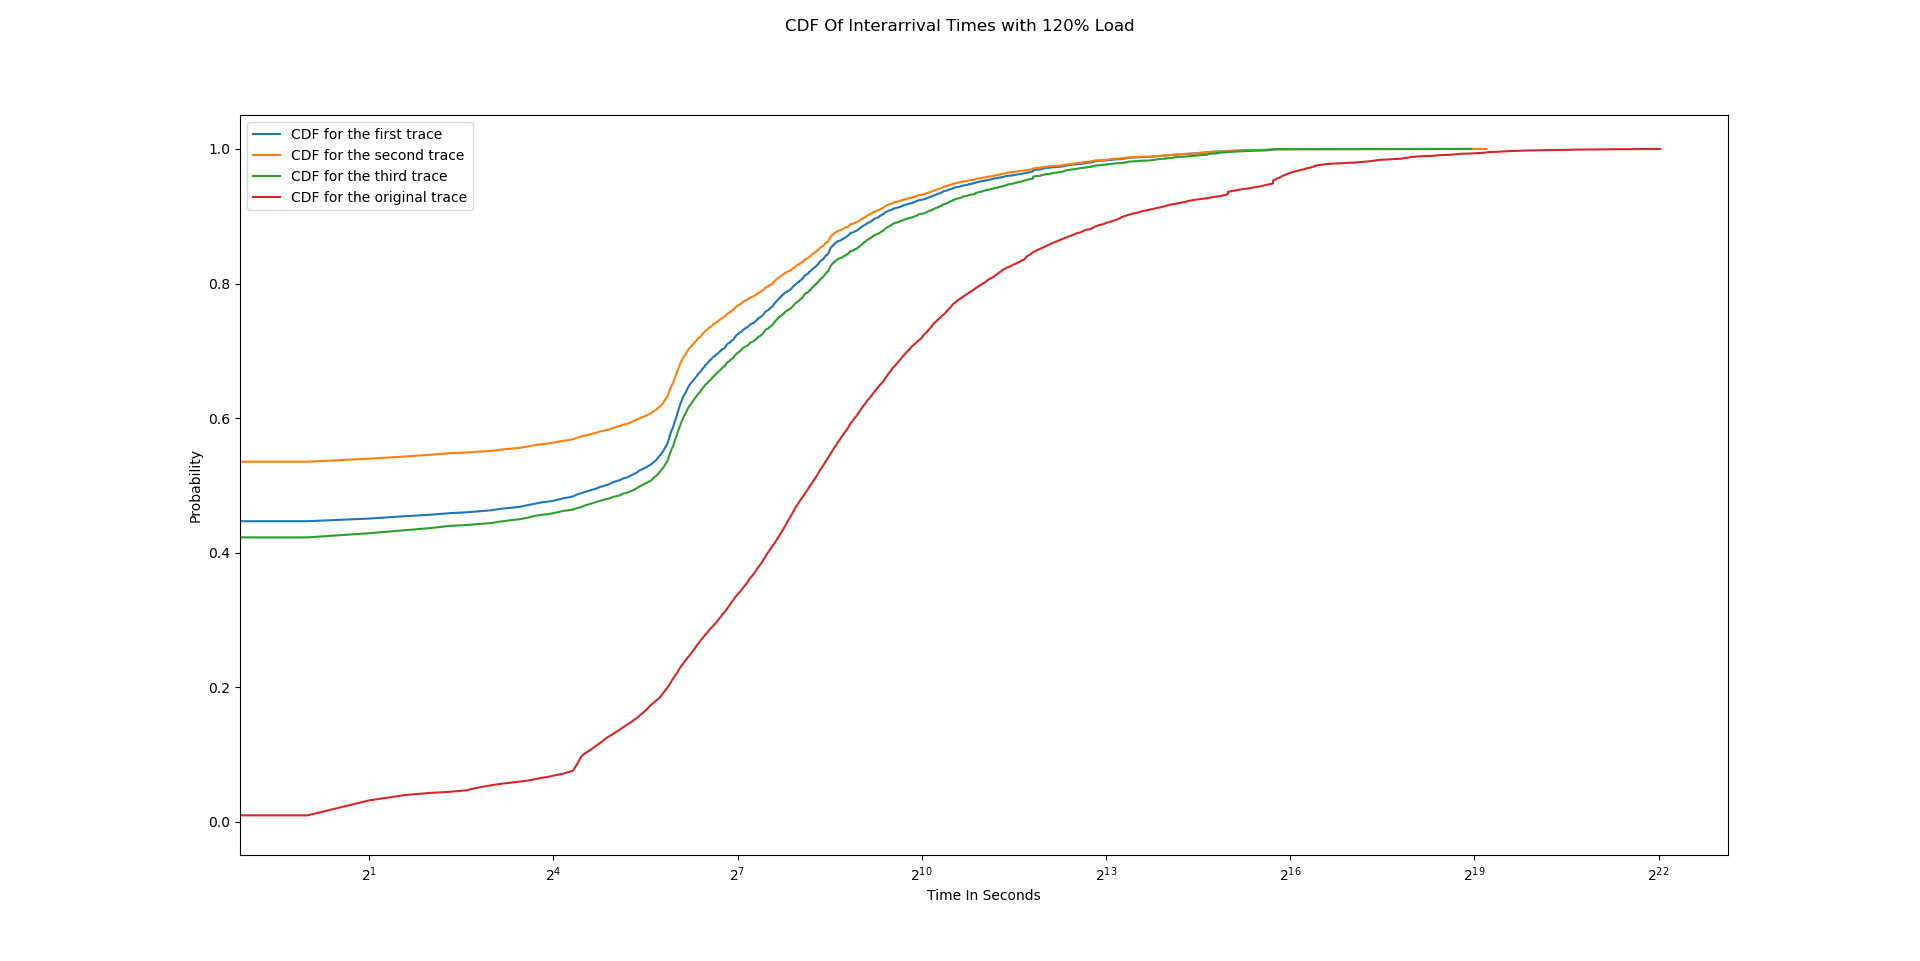 CDF Of Interarrival Times with 120% Load
CDF for the first trace
CDF for the second trace
CDF for the third trace
CDF for the original trace
1.0
0.8
0.6
0.4
0.2
0.0
Probability
2^1 2^4 2^7 2^10 2^13 2^16 2^19 2^22
Time In Seconds